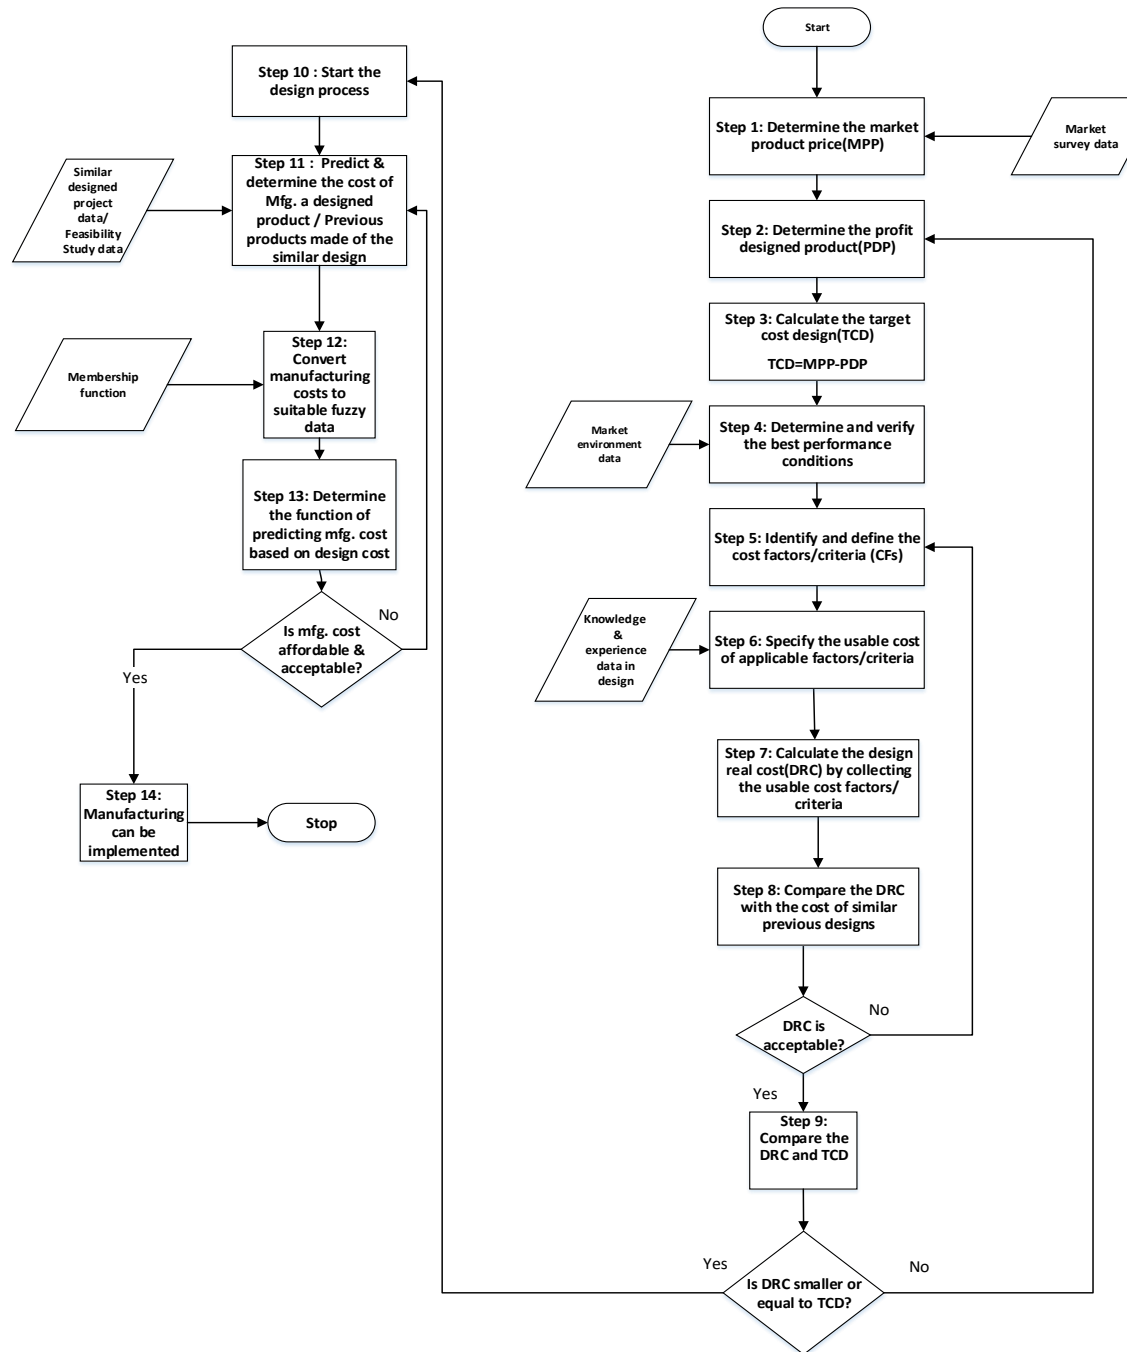 Start
Step 1: Determine the market
product price(MPP)
Market
survey data
Step 2: Determine the profit
designed product(PDP)
Step 3: Calculate the target
cost design(TCD)
TCD=MPP-PDP
Market
environment
data
Step 4: Determine and verify
the best performance
conditions
Step 5: Identify and define the
cost factors/criteria (CFs)
Knowledge
&
experience
data in
design
Step 6: Specify the usable cost
of applicable factors/criteria
Step 7: Calculate the design
real cost(DRC) by collecting
the usable cost factors/
criteria
Step 8: Compare the DRC
with the cost of similar
previous designs
DRC is
acceptable?
No
Yes
Step 9:
Compare the
DRC and TCD
Is DRC smaller or
equal to TCD?
Yes
No
Step 10 : Start the
design process
Similar
designed
project
data/
Feasibility
Study data
Step 11 :  Predict &
determine the cost of
Mfg. a designed
product / Previous
products made of the
similar design
Membership
function
Step 12:
Convert
manufacturing
costs to
suitable fuzzy
data
Step 13: Determine
the function of
predicting mfg. cost
based on design cost
Is mfg. cost
affordable &
acceptable?
No
Yes
Step 14:
Manufacturing
can be
implemented
Stop